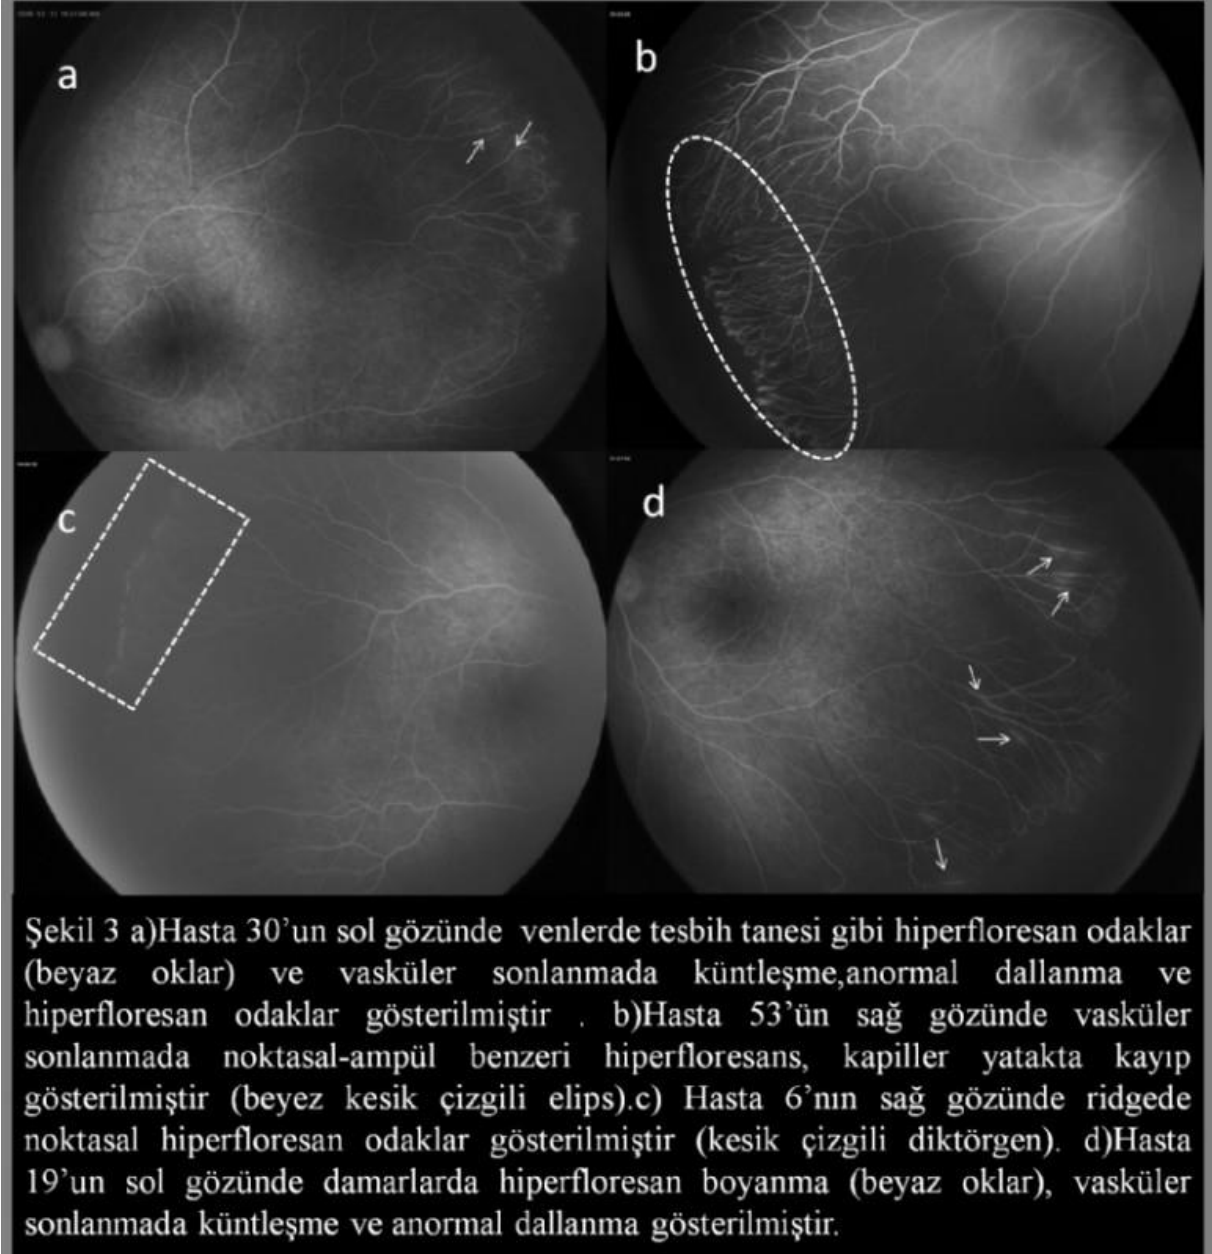 a
b
c
d
Şekil 3 a)Hasta 30’un sol gözünde venlerde tesbih tanesi gibi hiperfloresan odaklar
(beyaz oklar) ve vasküler sonlanmada küntleşme,anormal dallanma ve
hiperfloresan odaklar gösterilmiştir . b)Hasta 53’ün sağ gözünde vasküler
sonlanmada noktasal-ampül benzeri hiperfloresans, kapiller yatakta kayıp
gösterilmiştir (beyez kesik çizgili elips).c) Hasta 6’nın sağ gözünde ridgede
noktasal hiperfloresan odaklar gösterilmiştir (kesik çizgili diktörgen). d)Hasta
19’un sol gözünde damarlarda hiperfloresan boyanma (beyaz oklar), vasküler
sonlanmada küntleşme ve anormal dallanma gösterilmiştir.